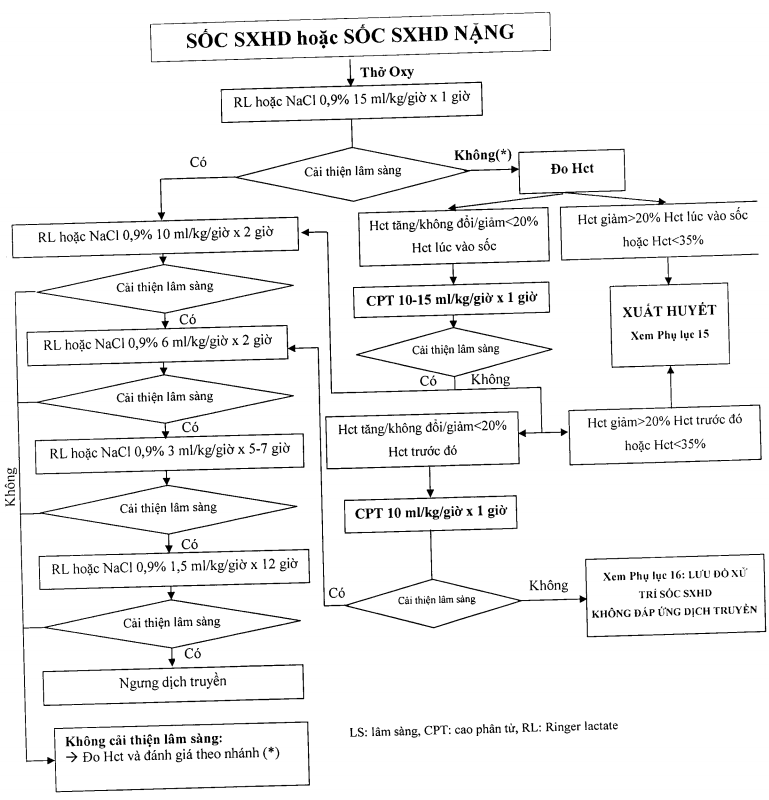 SỐC SXHD hoặc SỐC SXHD NẶNG
Thở Oxy
RL hoặc NaCl 0,9% 15 ml/kg/giờ x 1 giờ
Có
Cải thiện lâm sàng
Không(*)
Đo Hct
RL hoặc NaCl 0,9% 10 ml/kg/giờ x 2 giờ
Hct tăng/không đổi/giảm<20%
Hct lúc vào sốc
Hct giảm>20% Hct lúc vào sốc
hoặc Hct<35%
Cải thiện lâm sàng
Có
CPT 10-15 ml/kg/giờ x 1 giờ
XUẤT HUYẾT
Xem Phụ lục 15
RL hoặc NaCl 0,9% 6 ml/kg/giờ x 2 giờ
Cải thiện lâm sàng
Có
Không
Cải thiện lâm sàng
Có
Hct tăng/không đổi/giảm<20%
Hct trước đó
Hct giảm>20% Hct trước đó
hoặc Hct<35%
RL hoặc NaCl 0,9% 3 ml/kg/giờ x 5-7 giờ
Không
Cải thiện lâm sàng
Có
CPT 10 ml/kg/giờ x 1 giờ
RL hoặc NaCl 0,9% 1,5 ml/kg/giờ x 12 giờ
Có
Cải thiện lâm sàng
Không
Xem Phụ lục 16: LƯU ĐỒ XỬ
TRÍ SỐC SXHD
KHÔNG ĐÁP ỨNG DỊCH TRUYỀN
Cải thiện lâm sàng
Có
Ngưng dịch truyền
Không cải thiện lâm sàng:
→ Đo Hct và đánh giá theo nhánh (*)
LS: lâm sàng, CPT: cao phân tử, RL: Ringer lactate